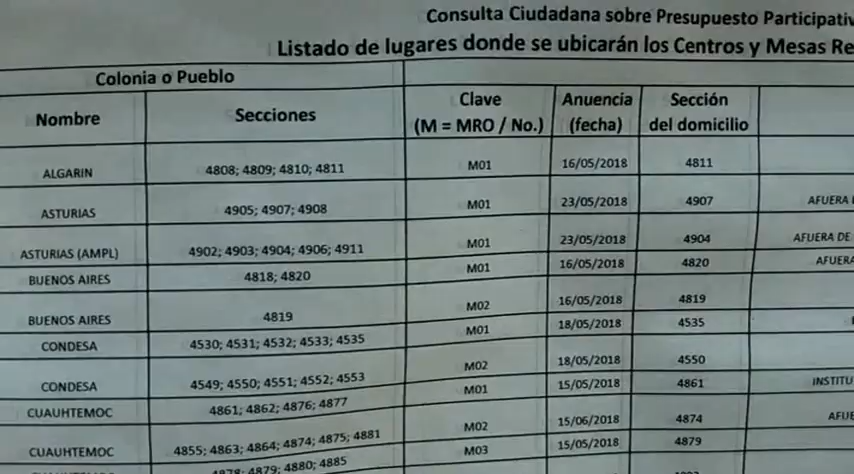 Consulta Ciudadana sobre Presupuesto
Listado de lugares donde se ubicarán los Centros y Mesas
Colonia o Pueblo
Nombre Secciones Clave (M = MRO / No.) Anuencia (fecha) Sección del domicilio
ALGARIN 4808; 4809; 4810; 4811 M01 16/05/2018 4811
ASTURIAS 4905; 4907; 4908 M01 23/05/2018 4907 AFUERA
ASTURIAS (AMPL) 4902; 4903; 4904; 4906; 4911 M01 23/05/2018 4904 AFUERA DE
BUENOS AIRES 4818; 4820 M01 16/05/2018 4820 AFUERA
BUENOS AIRES 4819 M02 16/05/2018 4819
CONDESA 4530; 4531; 4532; 4533; 4535 M01 18/05/2018 4535
CONDESA 4549; 4550; 4551; 4552; 4553 M02 18/05/2018 4550
CUAUHTEMOC 4861; 4862; 4876; 4877 M01 15/05/2018 4861
CUAUHTEMOC 4855; 4863; 4864; 4874; 4875; 4881 M02 15/06/2018 4874
4878; 4879; 4880; 4885 M03 15/05/2018 4879